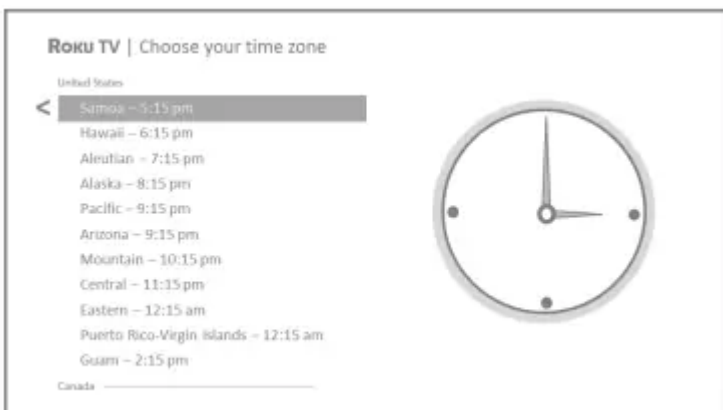 ROKU TV | Choose your time zone
United States
<
Samoa – 5:15 pm
Hawaii – 6:15 pm
Aleutian – 7:15 pm
Alaska – 8:15 pm
Pacific – 9:15 pm
Arizona – 9:15 pm
Mountain – 10:15 pm
Central – 11:15 pm
Eastern – 12:15 am
Puerto Rico-Virgin Islands – 12:15 am
Guam – 2:15 pm
Canada